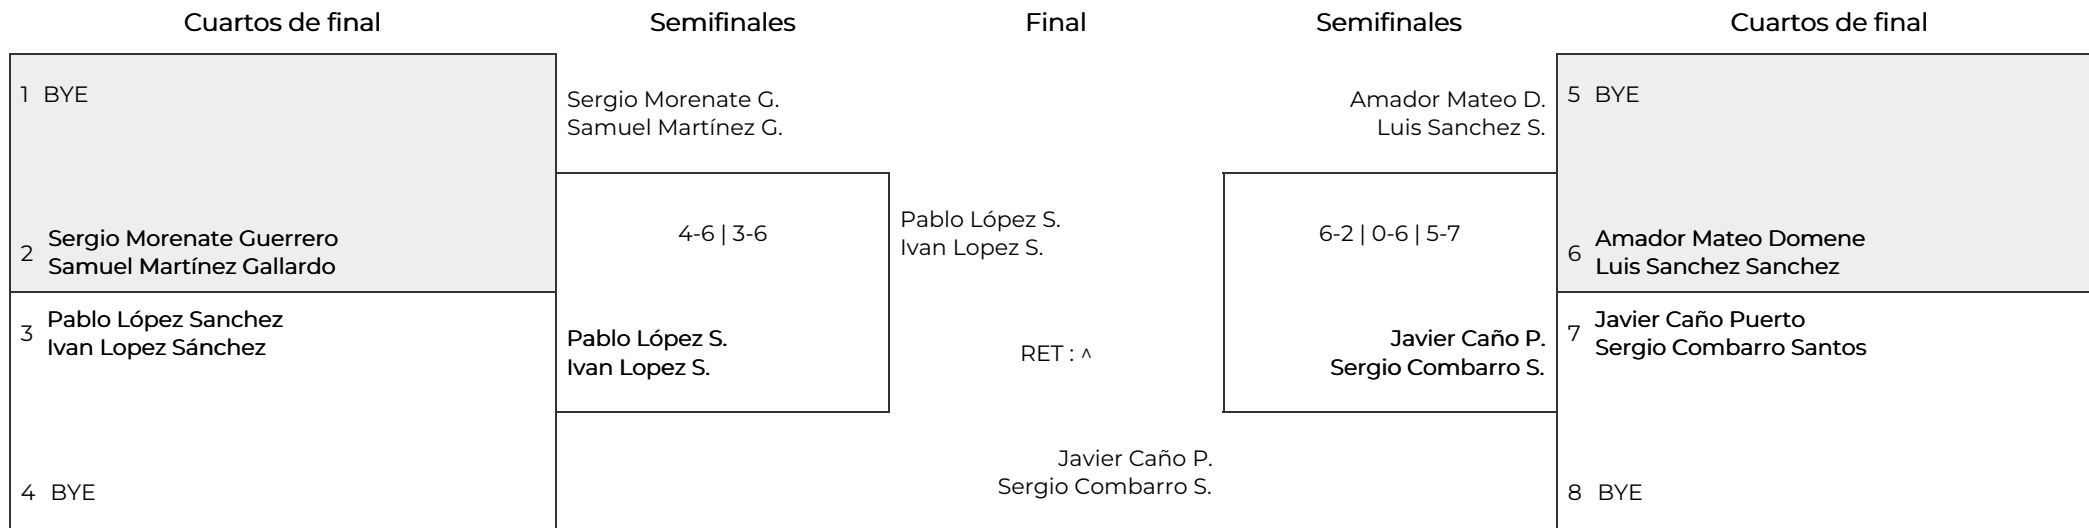 Cuartos de final
Semifinales
Final
Semifinales
Cuartos de final
1 BYE
2 Sergio Morenate Guerrero
Samuel Martínez Gallardo
3 Pablo López Sanchez
Ivan Lopez Sánchez
4 BYE
Sergio Morenate G.
Samuel Martínez G.
4-6 | 3-6
Pablo López S.
Ivan Lopez S.
Pablo López S.
Ivan Lopez S.
RET : ^
Javier Caño P.
Sergio Combarro S.
Amador Mateo D.
Luis Sanchez S.
6-2 | 0-6 | 5-7
Javier Caño P.
Sergio Combarro S.
5 BYE
6 Amador Mateo Domene
Luis Sanchez Sanchez
7 Javier Caño Puerto
Sergio Combarro Santos
8 BYE